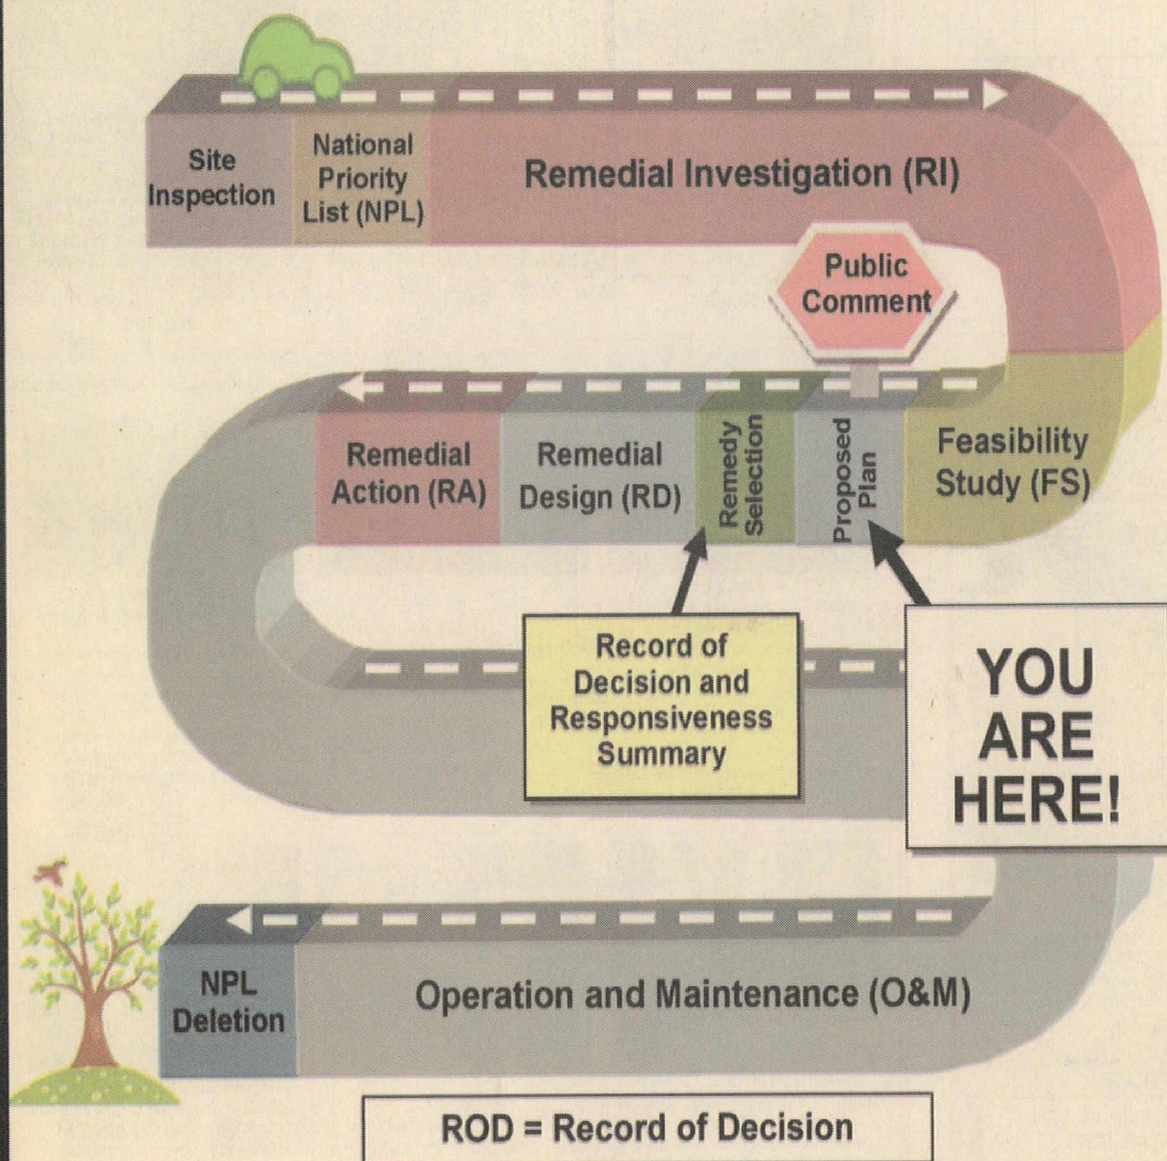 Site
Inspection
National
Priority
List (NPL)
Remedial Investigation (RI)
Public
Comment
Remedial
Action (RA)
Remedial
Design (RD)
Remedy
Selection
Proposed
Plan
Feasibility
Study (FS)
Record of
Decision and
Responsiveness
Summary
YOU
ARE
HERE!
NPL
Deletion
Operation and Maintenance (O&M)
ROD = Record of Decision